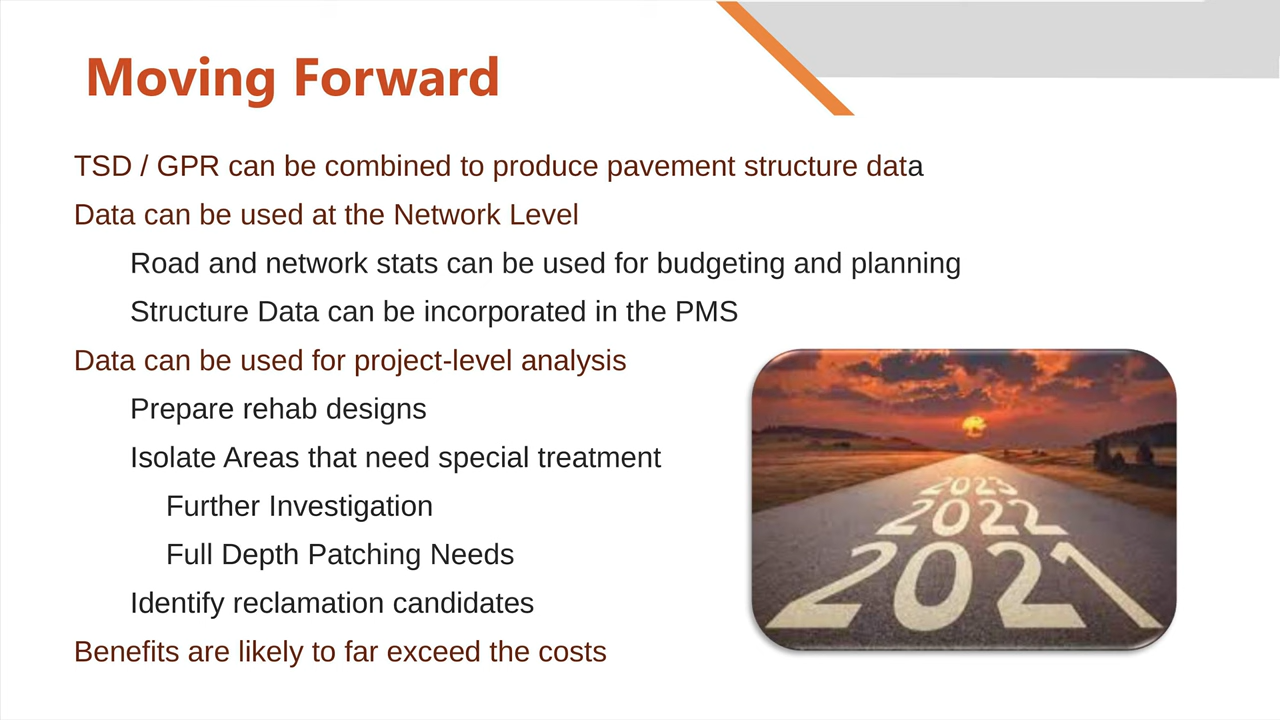 Moving Forward
TSD / GPR can be combined to produce pavement structure data
Data can be used at the Network Level
Road and network stats can be used for budgeting and planning
Structure Data can be incorporated in the PMS
Data can be used for project-level analysis
Prepare rehab designs
Isolate Areas that need special treatment
Further Investigation
Full Depth Patching Needs
Identify reclamation candidates
Benefits are likely to far exceed the costs
2023
2022
2021